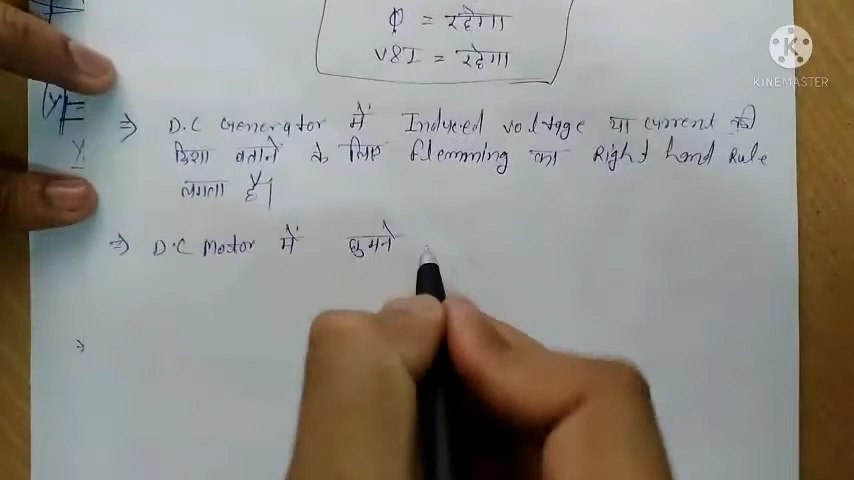 φ = रहेगा
V&I = रहेगा
KINEMASTER
⇒ D.C Generator में Induced voltage या current की
दिशा बताने के लिए flemming का Right hand Rule
लगता है।
⇒ D.C Motor में घुमने